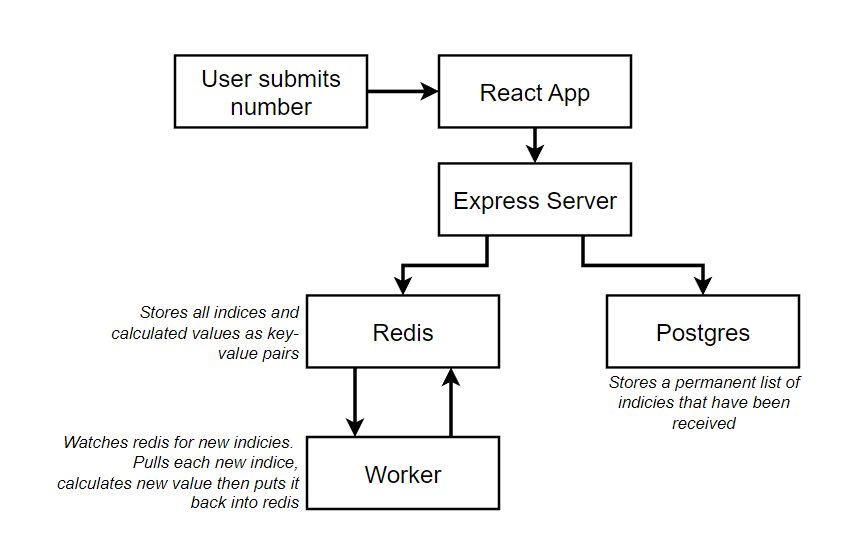 User submits
number
React App
Express Server
Stores all indices and
calculated values as key-
value pairs
Redis
Postgres
Stores a permanent list of
indicies that have been
received
Watches redis for new indicies.
Pulls each new indice,
calculates new value then puts it
back into redis
Worker